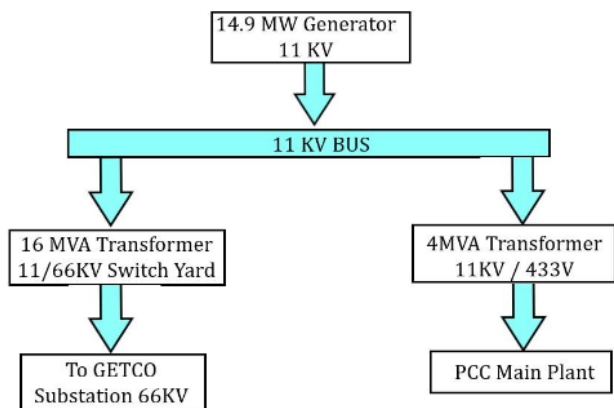 14.9 MW Generator
11 KV
11 KV BUS
16 MVA Transformer
11/66KV Switch Yard
4MVA Transformer
11KV / 433V
To GETCO
Substation 66KV
PCC Main Plant